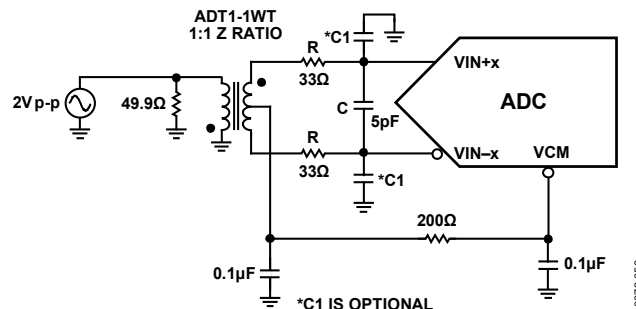 ADT1-1WT
1:1 Z RATIO
*C1
R
33Ω
VIN+x
2V p-p
49.9Ω
C
5pF
ADC
R
33Ω
VIN–x
VCM
*C1
200Ω
0.1µF
0.1µF
*C1 IS OPTIONAL